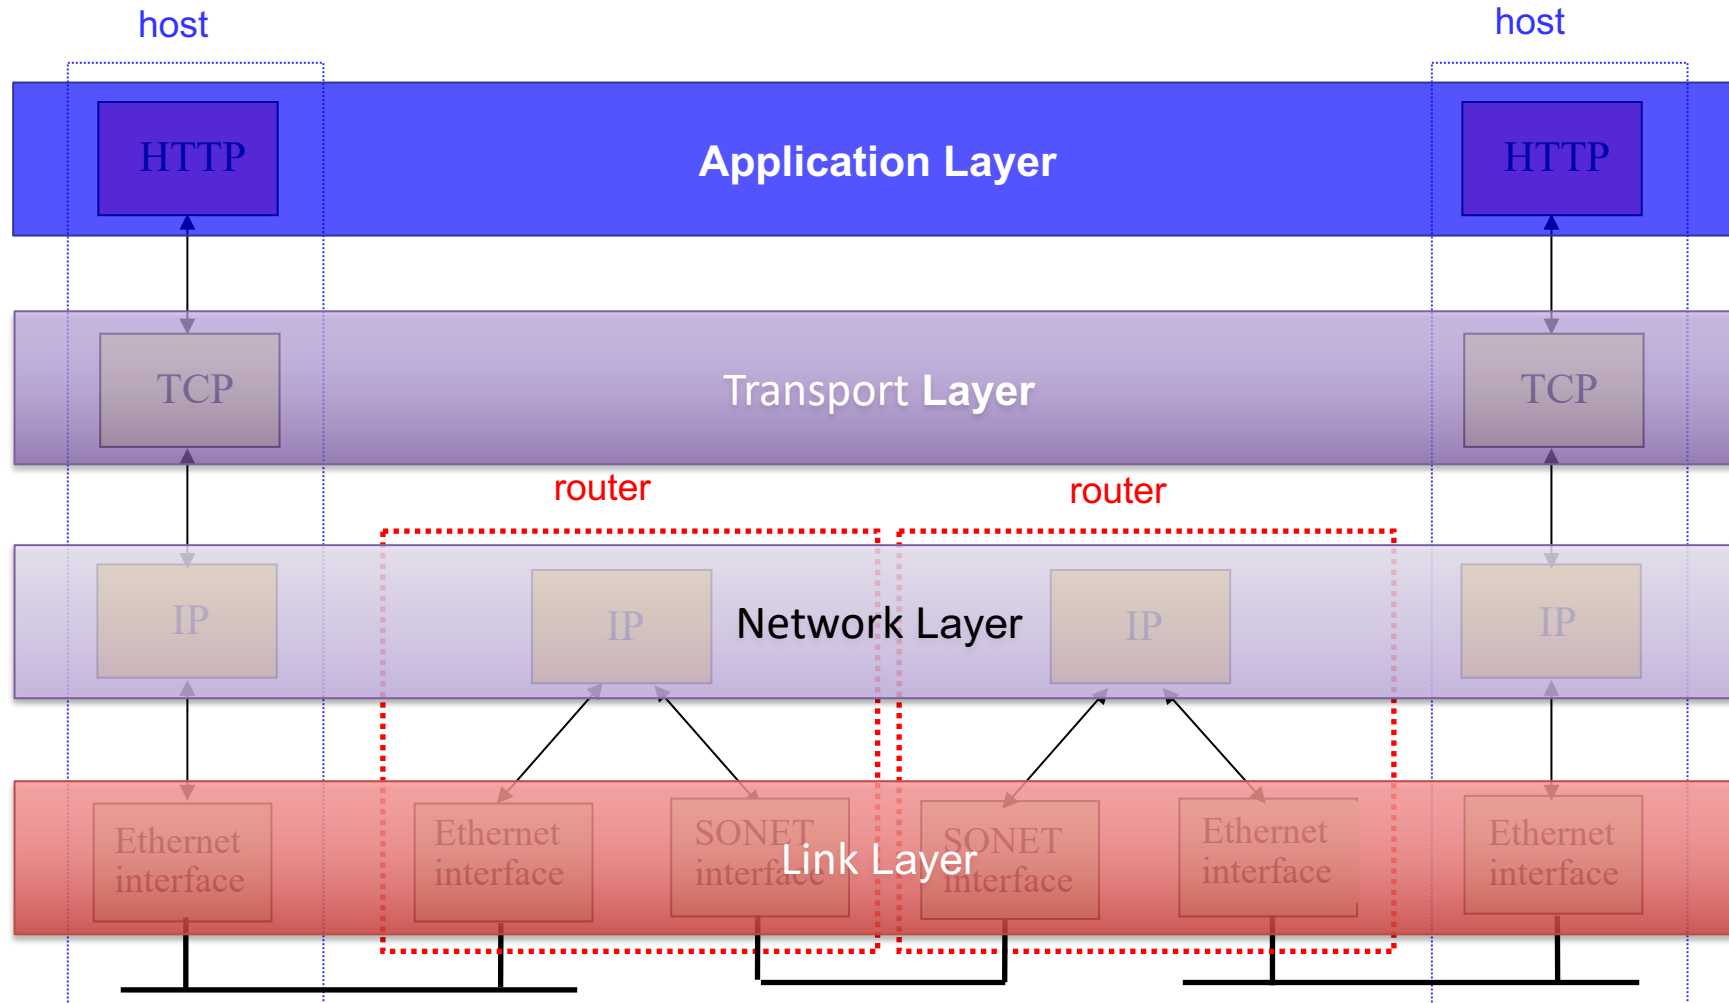 host
host
HTTP
Application Layer
HTTP
TCP
Transport Layer
TCP
router
router
IP
IP
Network Layer
IP
IP
Ethernet
interface
Ethernet
interface
SONET
interface
Link Layer
SONET
interface
Ethernet
interface
Ethernet
interface